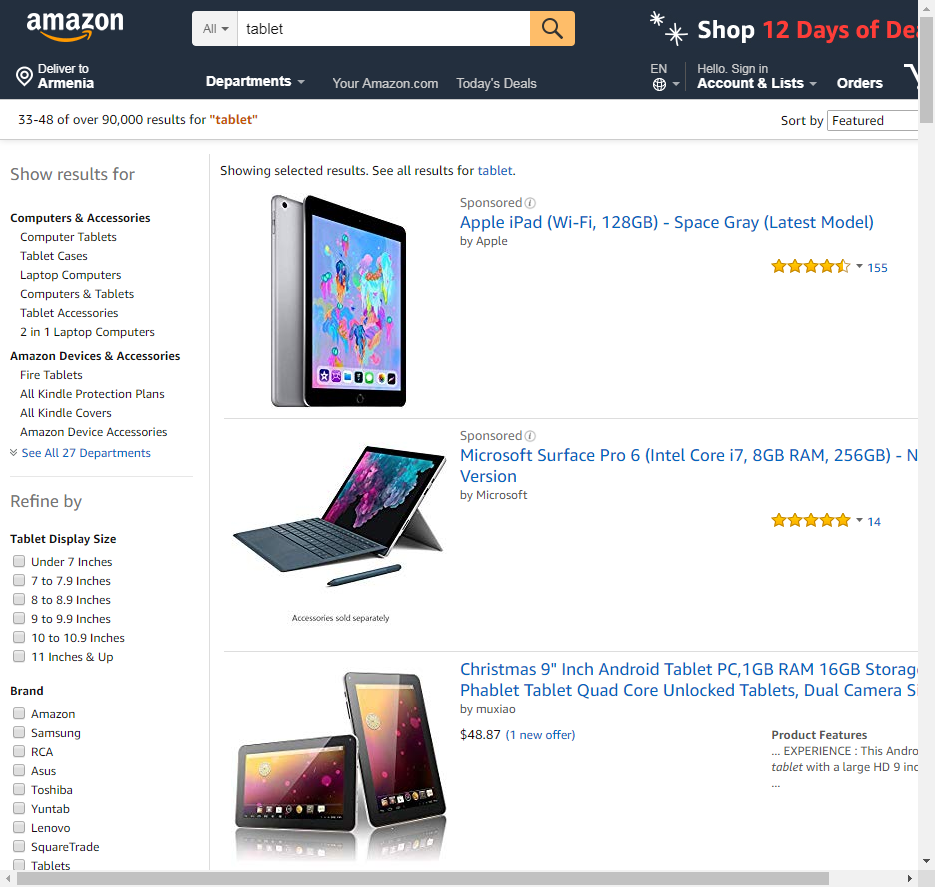 amazon
All
tablet
Shop 12 Days of Dea
Deliver to
Armenia
Departments
Your Amazon.com
Today's Deals
EN
Hello. Sign in
Account & Lists
Orders
33-48 of over 90,000 results for "tablet"
Sort by Featured
Show results for
Computers & Accessories
Computer Tablets
Tablet Cases
Laptop Computers
Computers & Tablets
Tablet Accessories
2 in 1 Laptop Computers
Amazon Devices & Accessories
Fire Tablets
All Kindle Protection Plans
All Kindle Covers
Amazon Device Accessories
See All 27 Departments
Refine by
Tablet Display Size
Under 7 Inches
7 to 7.9 Inches
8 to 8.9 Inches
9 to 9.9 Inches
10 to 10.9 Inches
11 Inches & Up
Brand
Amazon
Samsung
RCA
Asus
Toshiba
Yuntab
Lenovo
SquareTrade
Tablets
Showing selected results. See all results for tablet.
Sponsored
Apple iPad (Wi-Fi, 128GB) - Space Gray (Latest Model)
by Apple
155
Sponsored
Microsoft Surface Pro 6 (Intel Core i7, 8GB RAM, 256GB) - N
Version
by Microsoft
14
Accessories sold separately
Christmas 9" Inch Android Tablet PC,1GB RAM 16GB Storage
Phablet Tablet Quad Core Unlocked Tablets, Dual Camera Si
by muxiao
$48.87 (1 new offer)
Product Features
... EXPERIENCE : This Andro
tablet with a large HD 9 inc
...